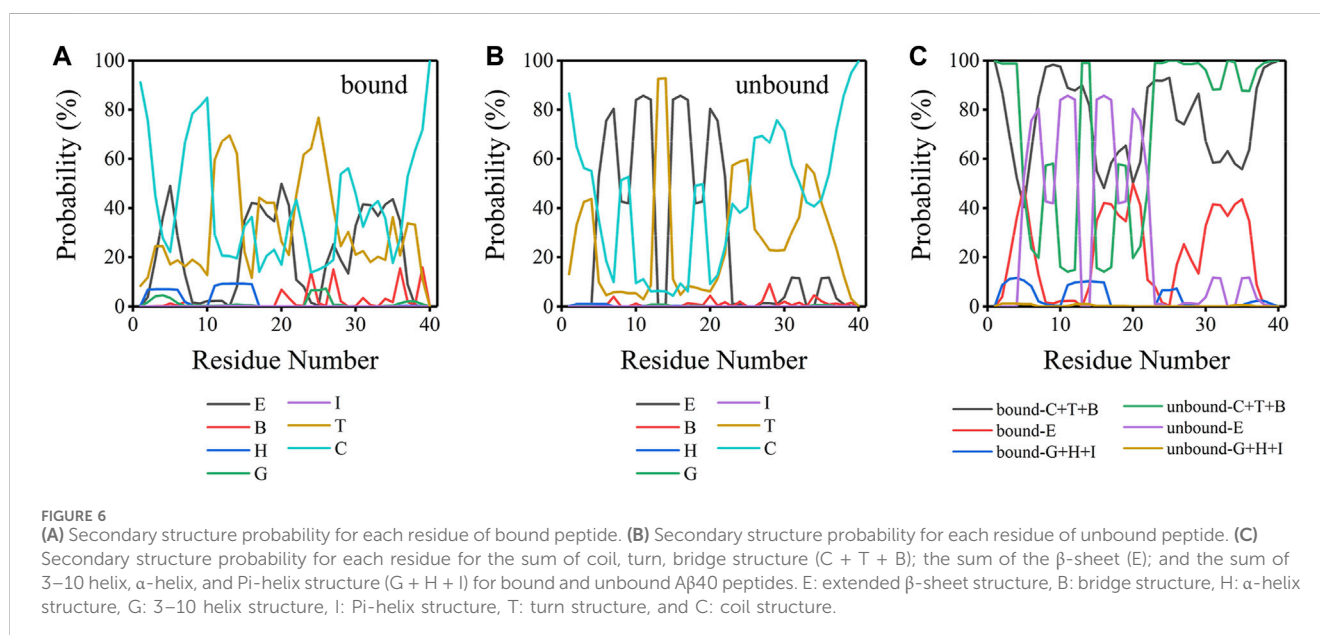 A
bound
100
80
60
40
20
0
Probability (%)
0 10 20 30 40
Residue Number
E I
B T
H C
G
B
unbound
100
80
60
40
20
0
Probability (%)
0 10 20 30 40
Residue Number
E I
B T
H C
G
C
100
80
60
40
20
0
Probability (%)
0 10 20 30 40
Residue Number
bound-C+T+B unbound-C+T+B
bound-E unbound-E
bound-G+H+I unbound-G+H+I
FIGURE 6
(A) Secondary structure probability for each residue of bound peptide. (B) Secondary structure probability for each residue of unbound peptide. (C)
Secondary structure probability for each residue for the sum of coil, turn, bridge structure (C + T + B); the sum of the β-sheet (E); and the sum of
3–10 helix, α-helix, and Pi-helix structure (G + H + I) for bound and unbound Aβ40 peptides. E: extended β-sheet structure, B: bridge structure, H: α-helix
structure, G: 3–10 helix structure, I: Pi-helix structure, T: turn structure, and C: coil structure.